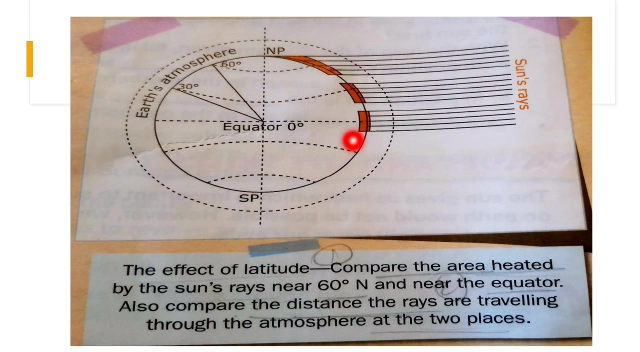 Earth's atmosphere
NP
60°
30°
Sun's rays
Equator 0°
SP
The effect of latitude—Compare the area heated
by the sun's rays near 60° N and near the equator.
Also compare the distance the rays are travelling
through the atmosphere at the two places.